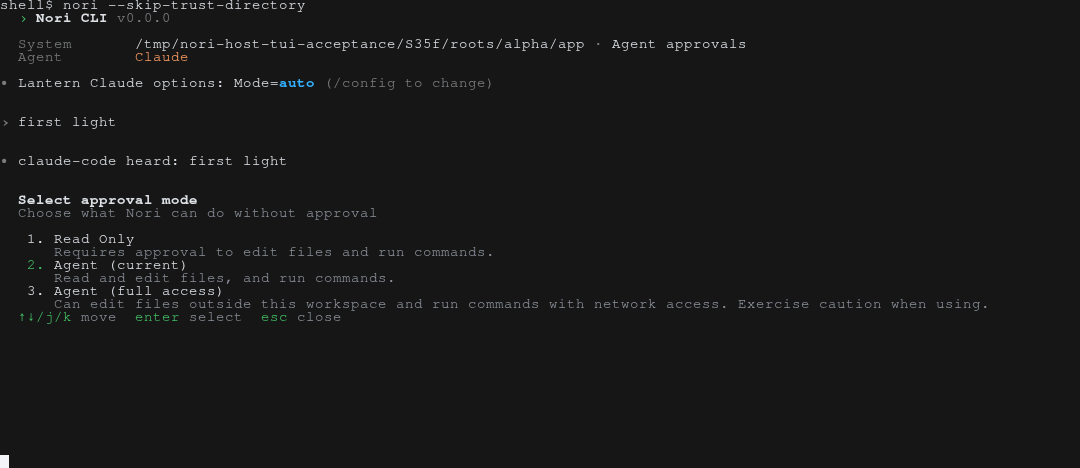 shell$ nori --skip-trust-directory
› Nori CLI v0.0.0
System /tmp/nori-host-tui-acceptance/S35f/roots/alpha/app · Agent approvals
Agent Claude
• Lantern Claude options: Mode=auto (/config to change)
› first light
• claude-code heard: first light
Select approval mode
Choose what Nori can do without approval
1. Read Only
Requires approval to edit files and run commands.
2. Agent (current)
Read and edit files, and run commands.
3. Agent (full access)
Can edit files outside this workspace and run commands with network access. Exercise caution when using.
↑↓/j/k move enter select esc close